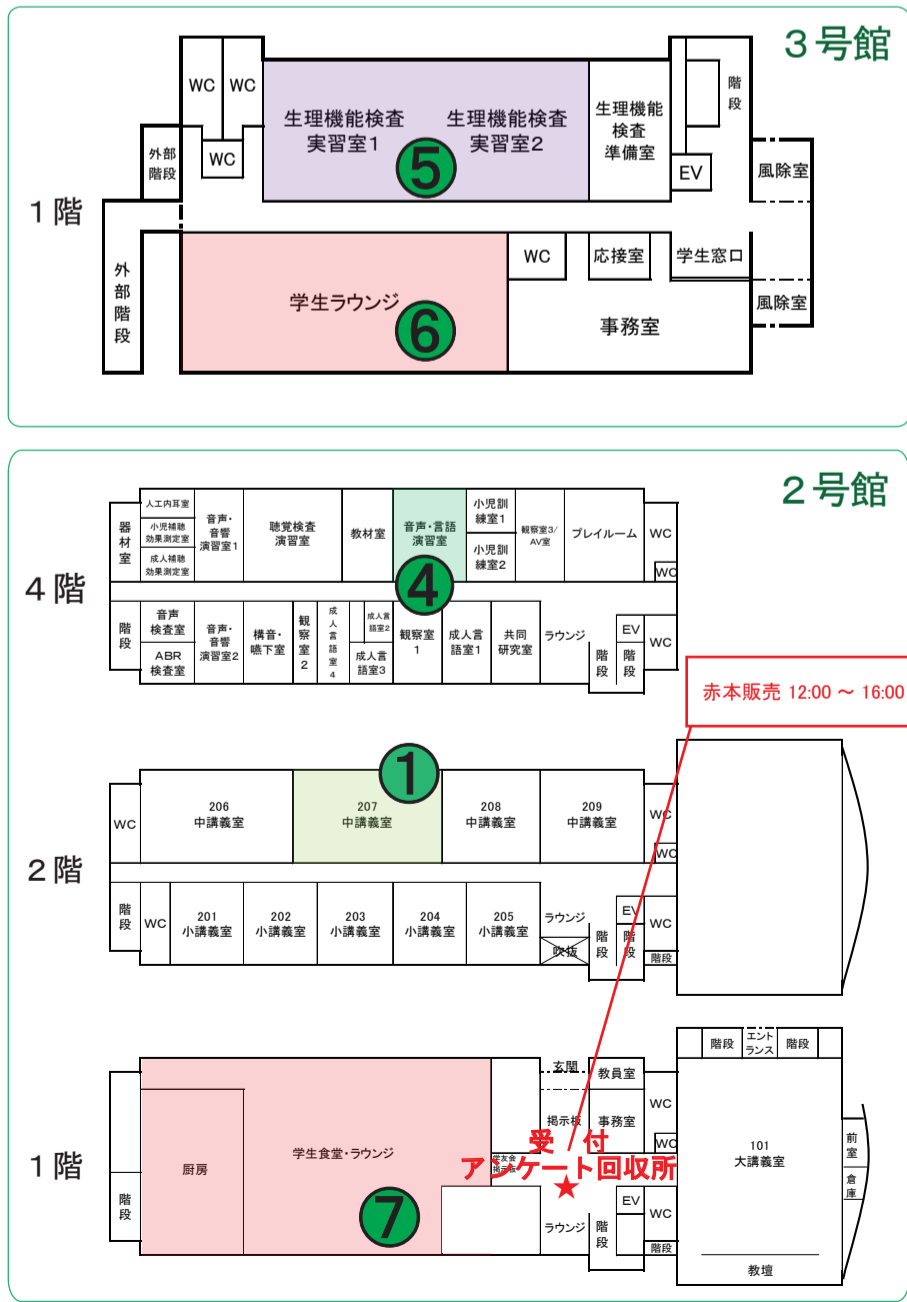 3号館
1階
WC
WC
WC
外部
階段
外
部
階
段
生理機能検査
実習室1
生理機能検査
実習室2
5
生理機能
検査
準備室
階
段
EV
風除室
学生ラウンジ
6
WC
応接室
学生窓口
事務室
風除室
2号館
4階
器
材
室
人工内耳室
小児補聴
効果測定室
成人補聴
効果測定室
音声・
音響
演習室1
聴覚検査
演習室
教材室
音声・言語
演習室
4
小児訓
練室1
小児訓
練室2
観察室3/
AV室
プレイルーム
WC
WC
階
段
音声
検査室
ABR
検査室
音声・
音響
演習室2
構音・
嚥下室
観
察
室
2
成
人
言
語
室
4
成人言
語室2
成人言
語室3
観察室
1
成人言
語室1
共同
研究室
ラウンジ
階
段
EV
階
段
WC
赤本販売 12:00 ~ 16:00
2階
WC
206
中講義室
1
207
中講義室
208
中講義室
209
中講義室
WC
WC
階
段
WC
201
小講義室
202
小講義室
203
小講義室
204
小講義室
205
小講義室
ラウンジ
吹抜
階
段
EV
階
段
WC
階段
1階
階
段
厨房
学生食堂・ラウンジ
7
玄関
掲示板
教員室
事務室
学友会
掲示板
受 付
アンケート回収所
★
ラウンジ
階
段
EV
WC
WC
WC
階段
階段
エント
ランス
階段
101
大講義室
前
室
倉
庫
教壇